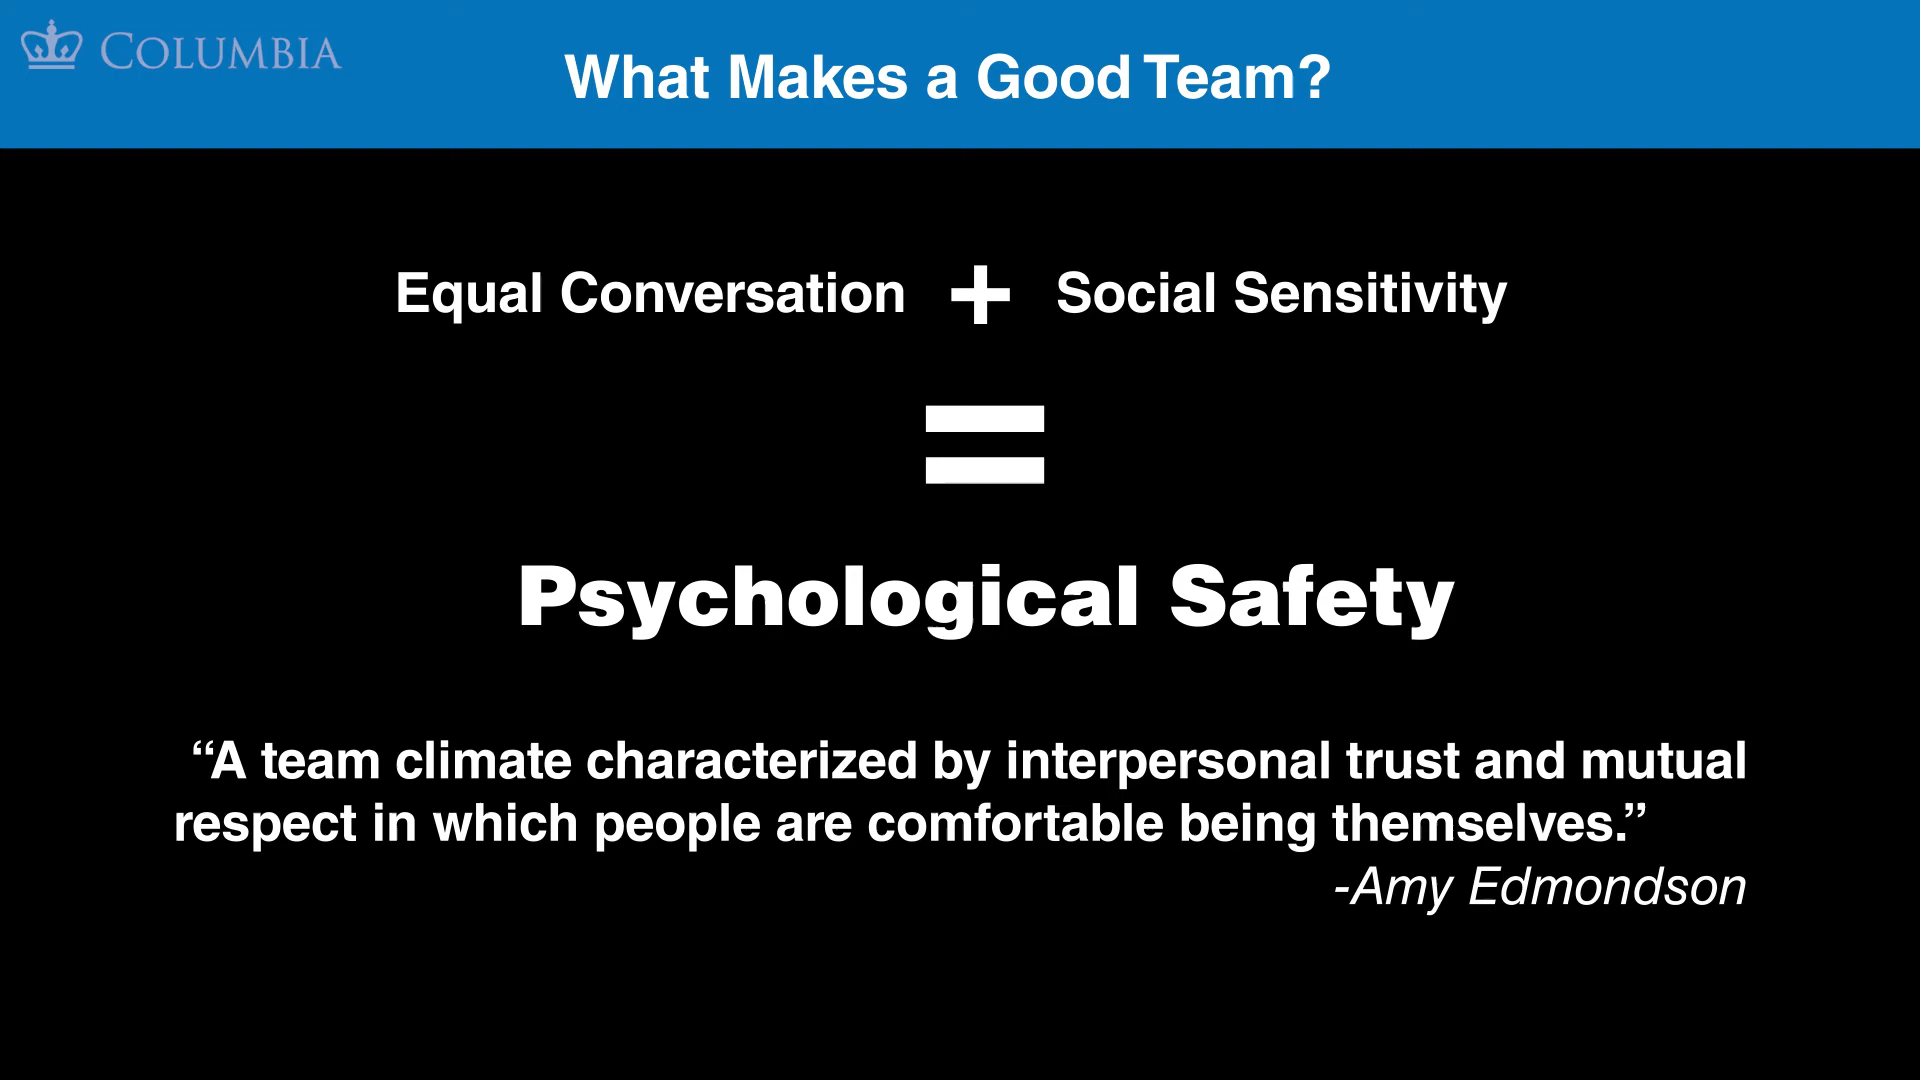 COLUMBIA
What Makes a Good Team?
Equal Conversation + Social Sensitivity
=
Psychological Safety
“A team climate characterized by interpersonal trust and mutual
respect in which people are comfortable being themselves.”
-Amy Edmondson